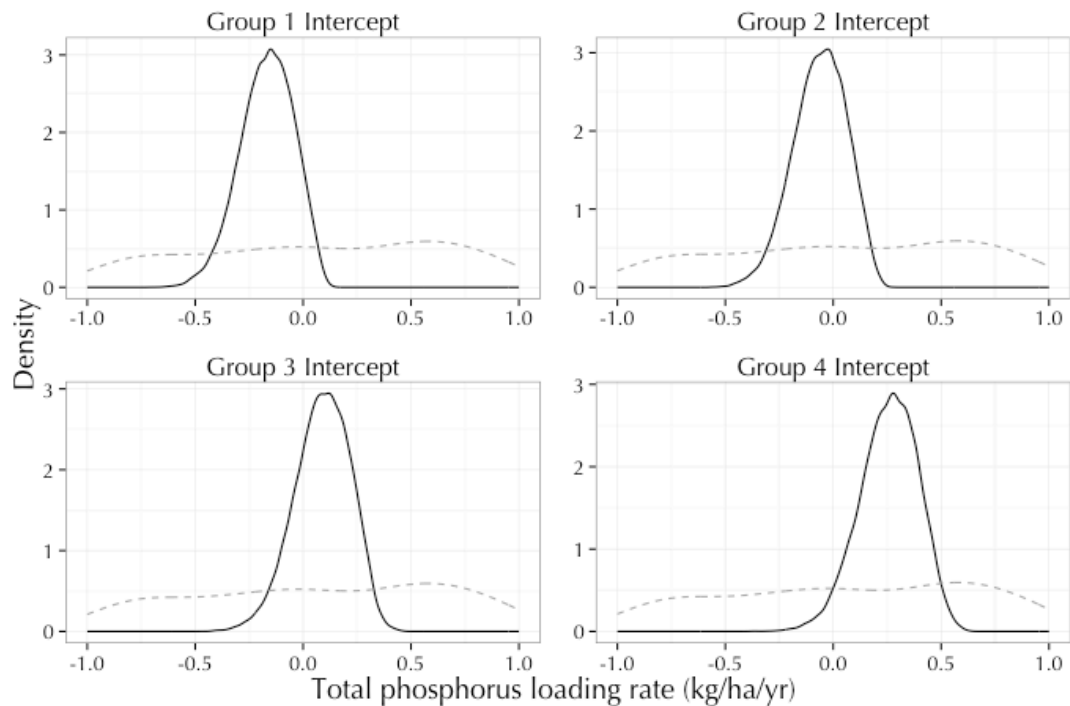 Group 1 Intercept
Group 2 Intercept
3
2
1
0
-1.0 -0.5 0.0 0.5 1.0
3
2
1
0
-1.0 -0.5 0.0 0.5 1.0
Density
Group 3 Intercept
Group 4 Intercept
3
2
1
0
-1.0 -0.5 0.0 0.5 1.0
3
2
1
0
-1.0 -0.5 0.0 0.5 1.0
Total phosphorus loading rate (kg/ha/yr)